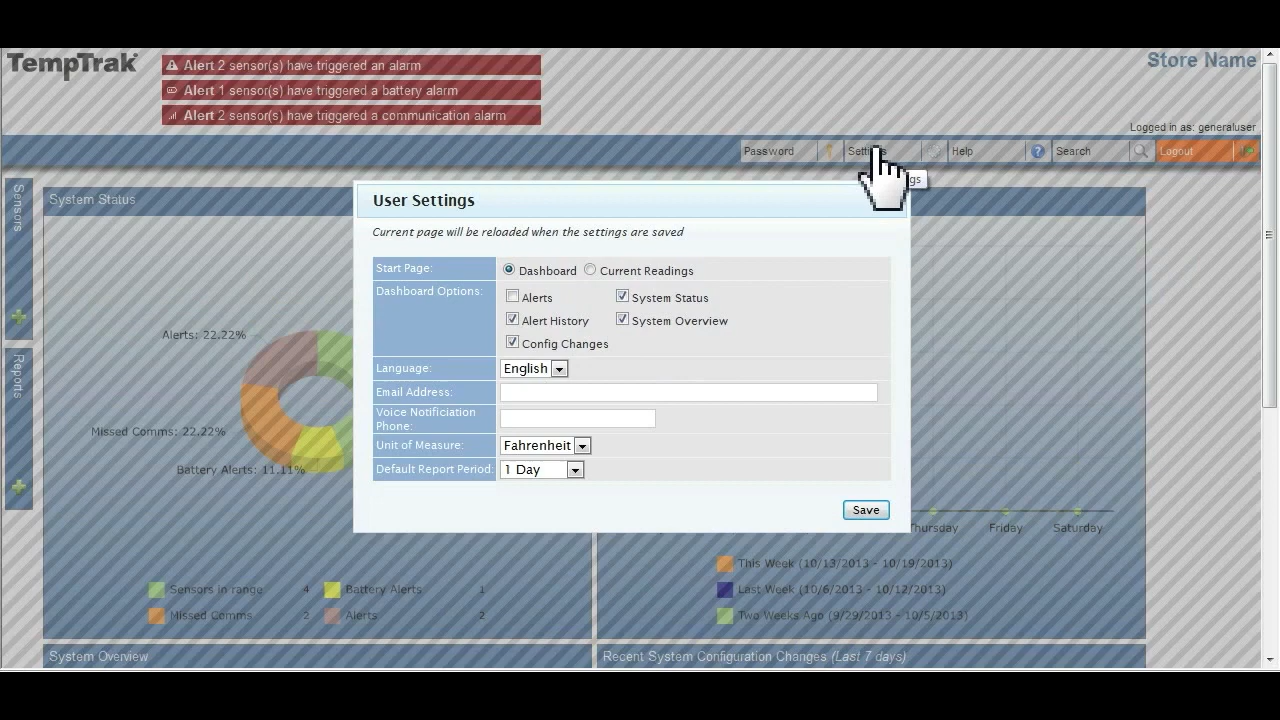 TempTrak
Alert 2 sensor(s) have triggered an alarm
Alert 1 sensor(s) have triggered a battery alarm
Alert 2 sensor(s) have triggered a communication alarm
Store Name
Logged in as: generaluser
Password
Help
Search
Logout
Sensors
Reports
System Status
Alerts: 22.22%
Missed Comms: 22.22%
Battery Alerts: 11.11%
Sensors in range 4
Battery Alerts 1
Missed Comms 2
Alerts 2
User Settings
Current page will be reloaded when the settings are saved
Start Page: Dashboard Current Readings
Dashboard Options:
Alerts System Status
Alert History System Overview
Config Changes
Language: English
Email Address:
Voice Notificiation
Phone:
Unit of Measure: Fahrenheit
Default Report Period: 1 Day
Save
Thursday Friday Saturday
This Week (10/13/2013 - 10/19/2013)
Last Week (10/6/2013 - 10/12/2013)
Two Weeks Ago (9/29/2013 - 10/5/2013)
System Overview
Recent System Configuration Changes (Last 7 days)